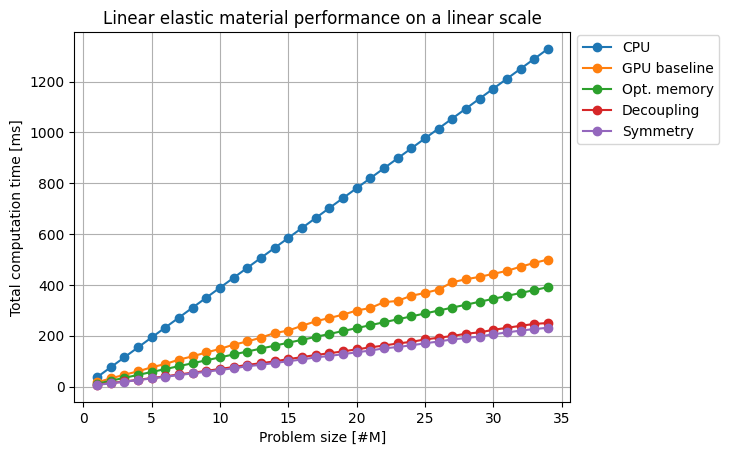 Linear elastic material performance on a linear scale
Total computation time [ms]
1200
1000
800
600
400
200
0
0 5 10 15 20 25 30 35
Problem size [#M]
CPU
GPU baseline
Opt. memory
Decoupling
Symmetry